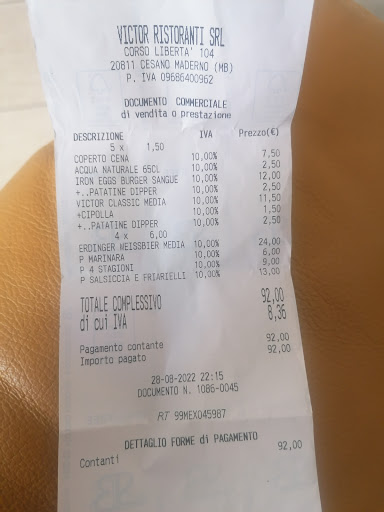 VICTOR RISTORANTI SRL
CORSO LIBERTA' 104
20811 CESANO MADERNO (MB)
P. IVA 09686400962
DOCUMENTO COMMERCIALE
di vendita o prestazione
DESCRIZIONE IVA Prezzo(€)
5 x 1,50
COPERTO CENA 10,00% 7,50
ACQUA NATURALE 65CL 10,00% 2,50
IRON EGGS BURGER SANGUE 10,00% 12,00
+..PATATINE DIPPER 10,00% 2,50
VICTOR CLASSIC MEDIA 10,00% 11,50
+CIPOLLA 10,00% 1,50
+..PATATINE DIPPER 10,00% 2,50
4 x 6,00
ERDINGER WEISSBIER MEDIA 10,00% 24,00
P MARINARA 10,00% 6,00
P 4 STAGIONI 10,00% 9,00
P SALSICCIA E FRIARIELLI 10,00% 13,00
TOTALE COMPLESSIVO 92,00
di cui IVA 8,36
Pagamento contante 92,00
Importo pagato 92,00
28-08-2022 22:15
DOCUMENTO N. 1086-0045
RT 99MEX045987
DETTAGLIO FORME di PAGAMENTO
Contanti 92,00